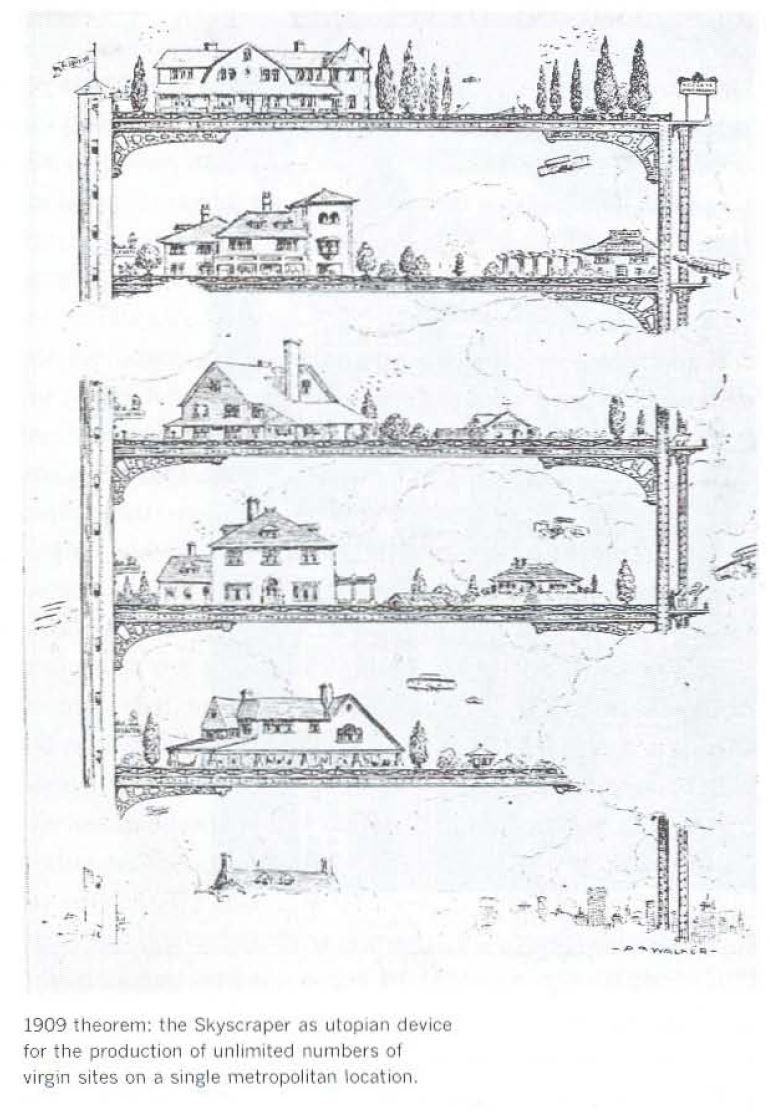 -A.B.WALKER-
1909 theorem: the Skyscraper as utopian device
for the production of unlimited numbers of
virgin sites on a single metropolitan location.